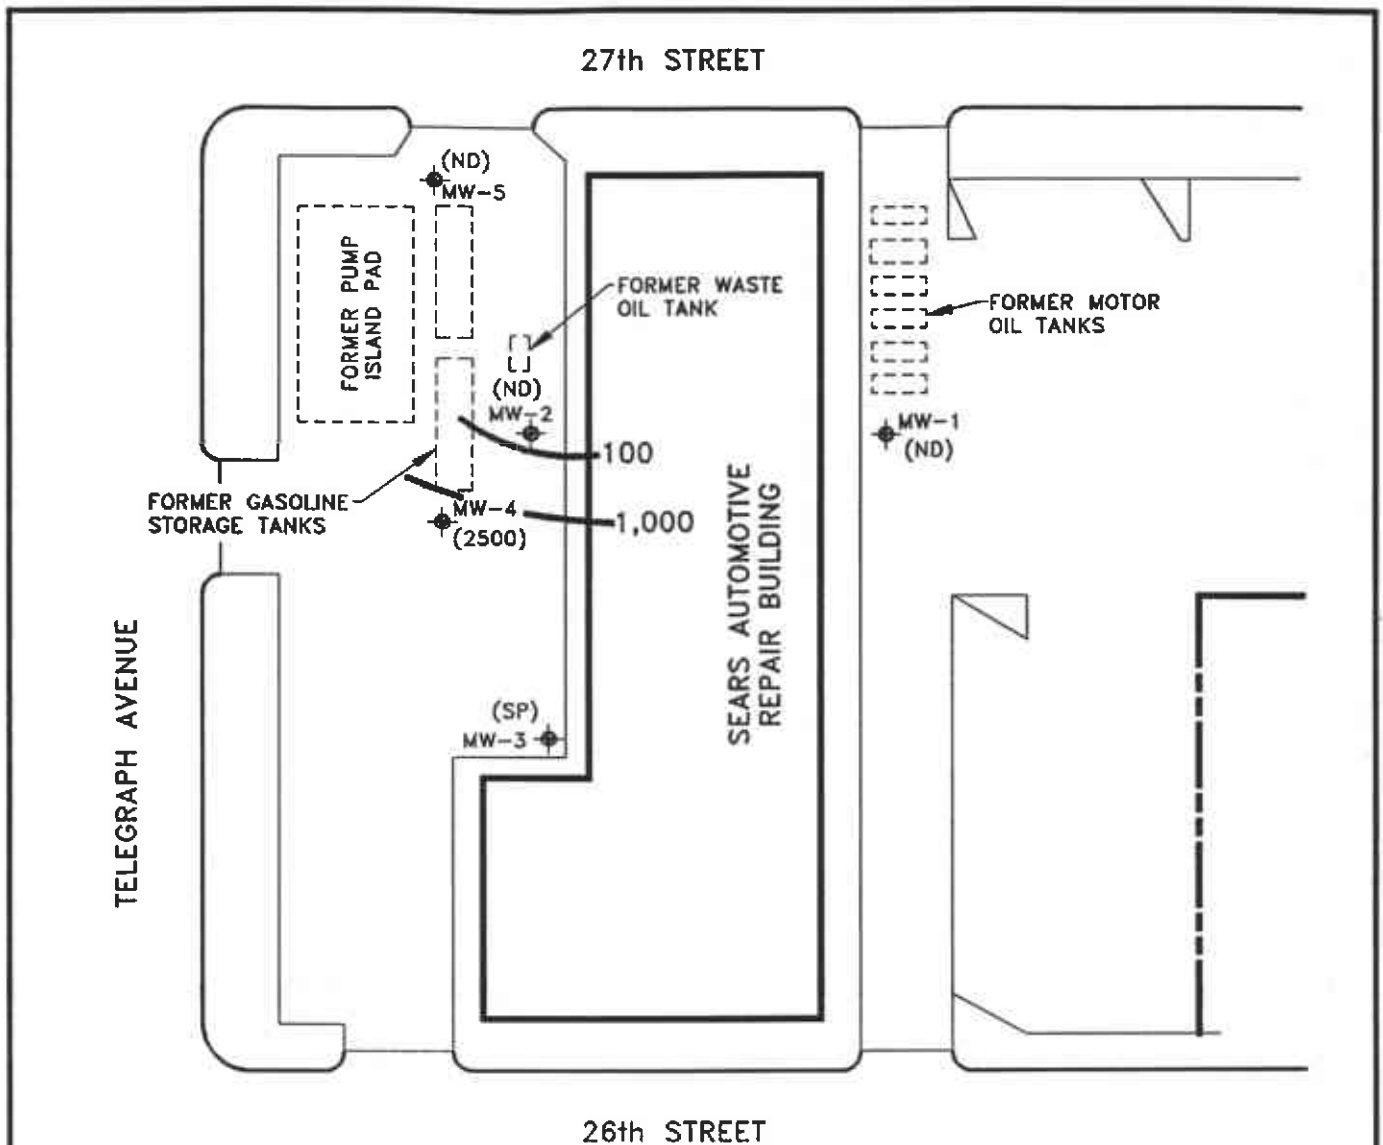 27th STREET
(ND)
MW-5
FORMER PUMP
ISLAND PAD
FORMER WASTE
OIL TANK
FORMER MOTOR
OIL TANKS
(ND)
MW-2
MW-1
(ND)
100
FORMER GASOLINE
STORAGE TANKS
MW-4
(2500)
1,000
SEARS AUTOMOTIVE
REPAIR BUILDING
TELEGRAPH AVENUE
(SP)
MW-3
26th STREET